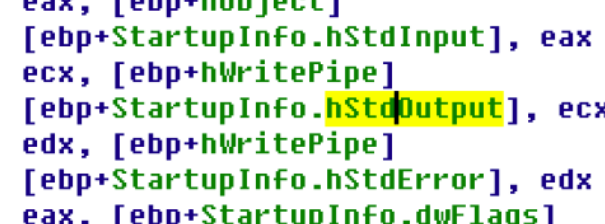 eax, [ebp+hObject]
[ebp+StartupInfo.hStdInput], eax
ecx, [ebp+hWritePipe]
[ebp+StartupInfo.hStdOutput], ecx
edx, [ebp+hWritePipe]
[ebp+StartupInfo.hStdError], edx
eax, [ebp+StartupInfo.dwFlags]